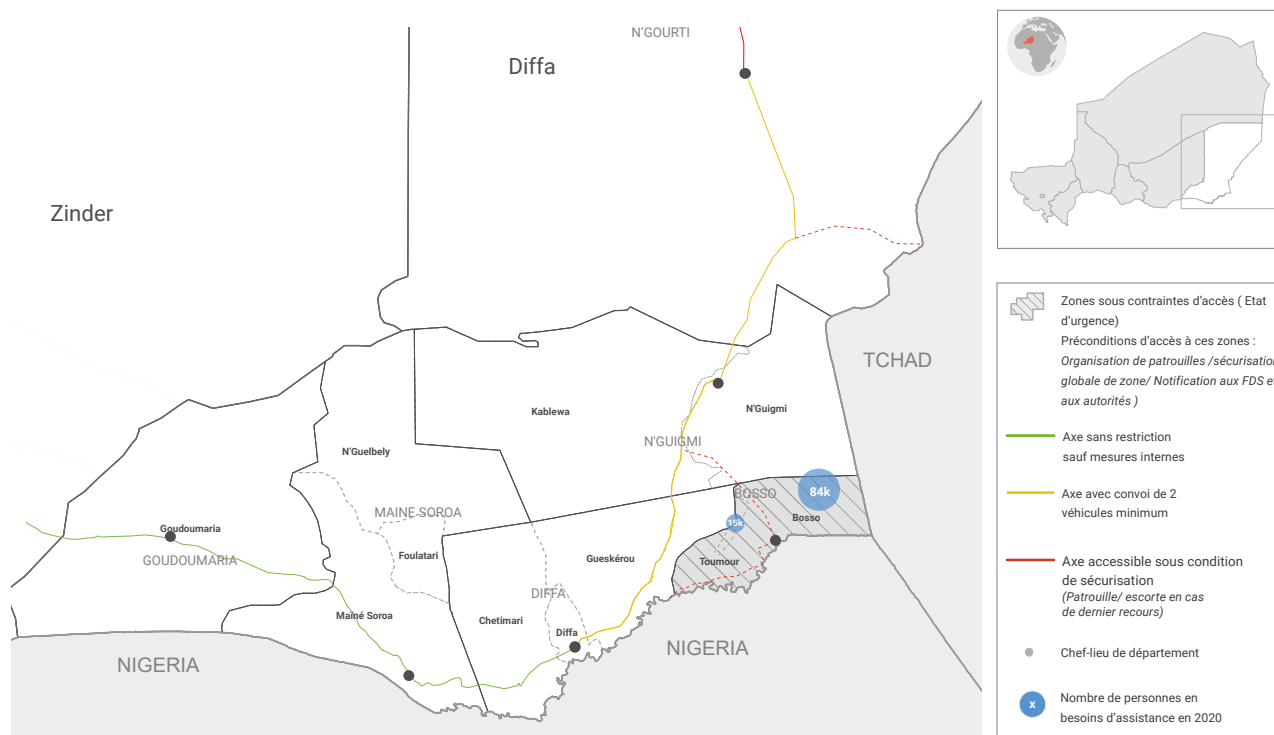 N'GOURTI
Diffa
Zinder
TCHAD
Kablewa
N'Guigmi
N'GUIGMI
N'Guelbely
MAINE SOROA
BOSSO
84k
Bosso
15k
Goudoumaria
GOUDOUMARIA
Foulatari
Gueskérou
Toumour
DIFFA
Maïné Soroa
Chetimari
Diffa
NIGERIA
NIGERIA
Zones sous contraintes d'accès ( Etat
d'urgence)
Préconditions d'accès à ces zones :
Organisation de patrouilles /sécurisation
globale de zone/ Notification aux FDS et
aux autorités )
Axe sans restriction
sauf mesures internes
Axe avec convoi de 2
véhicules minimum
Axe accessible sous condition
de sécurisation
(Patrouille/ escorte en cas
de dernier recours)
Chef-lieu de département
x
Nombre de personnes en
besoins d'assistance en 2020